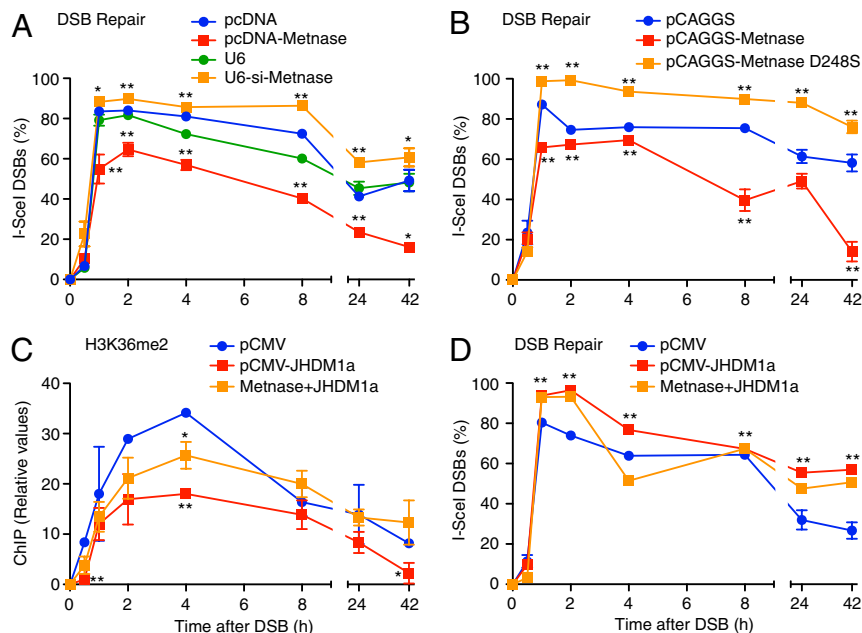 A DSB Repair
pcDNA
pcDNA-Metnase
U6
U6-si-Metnase
I-SceI DSBs (%)
100
80
60
40
20
0
* ** ** ** ** *
** ** ** ** ** *
0 2 4 8 24 42
B DSB Repair
pCAGGS
pCAGGS-Metnase
pCAGGS-Metnase D248S
I-SceI DSBs (%)
100
80
60
40
20
0
** ** ** ** ** **
** ** ** ** **
0 2 4 8 24 42
C H3K36me2
pCMV
pCMV-JHDM1a
Metnase+JHDM1a
ChIP (Relative values)
40
30
20
10
0
*
**
** *
0 2 4 8 24 42
Time after DSB (h)
D DSB Repair
pCMV
pCMV-JHDM1a
Metnase+JHDM1a
I-SceI DSBs (%)
100
80
60
40
20
0
** ** ** ** ** **
0 2 4 8 24 42
Time after DSB (h)